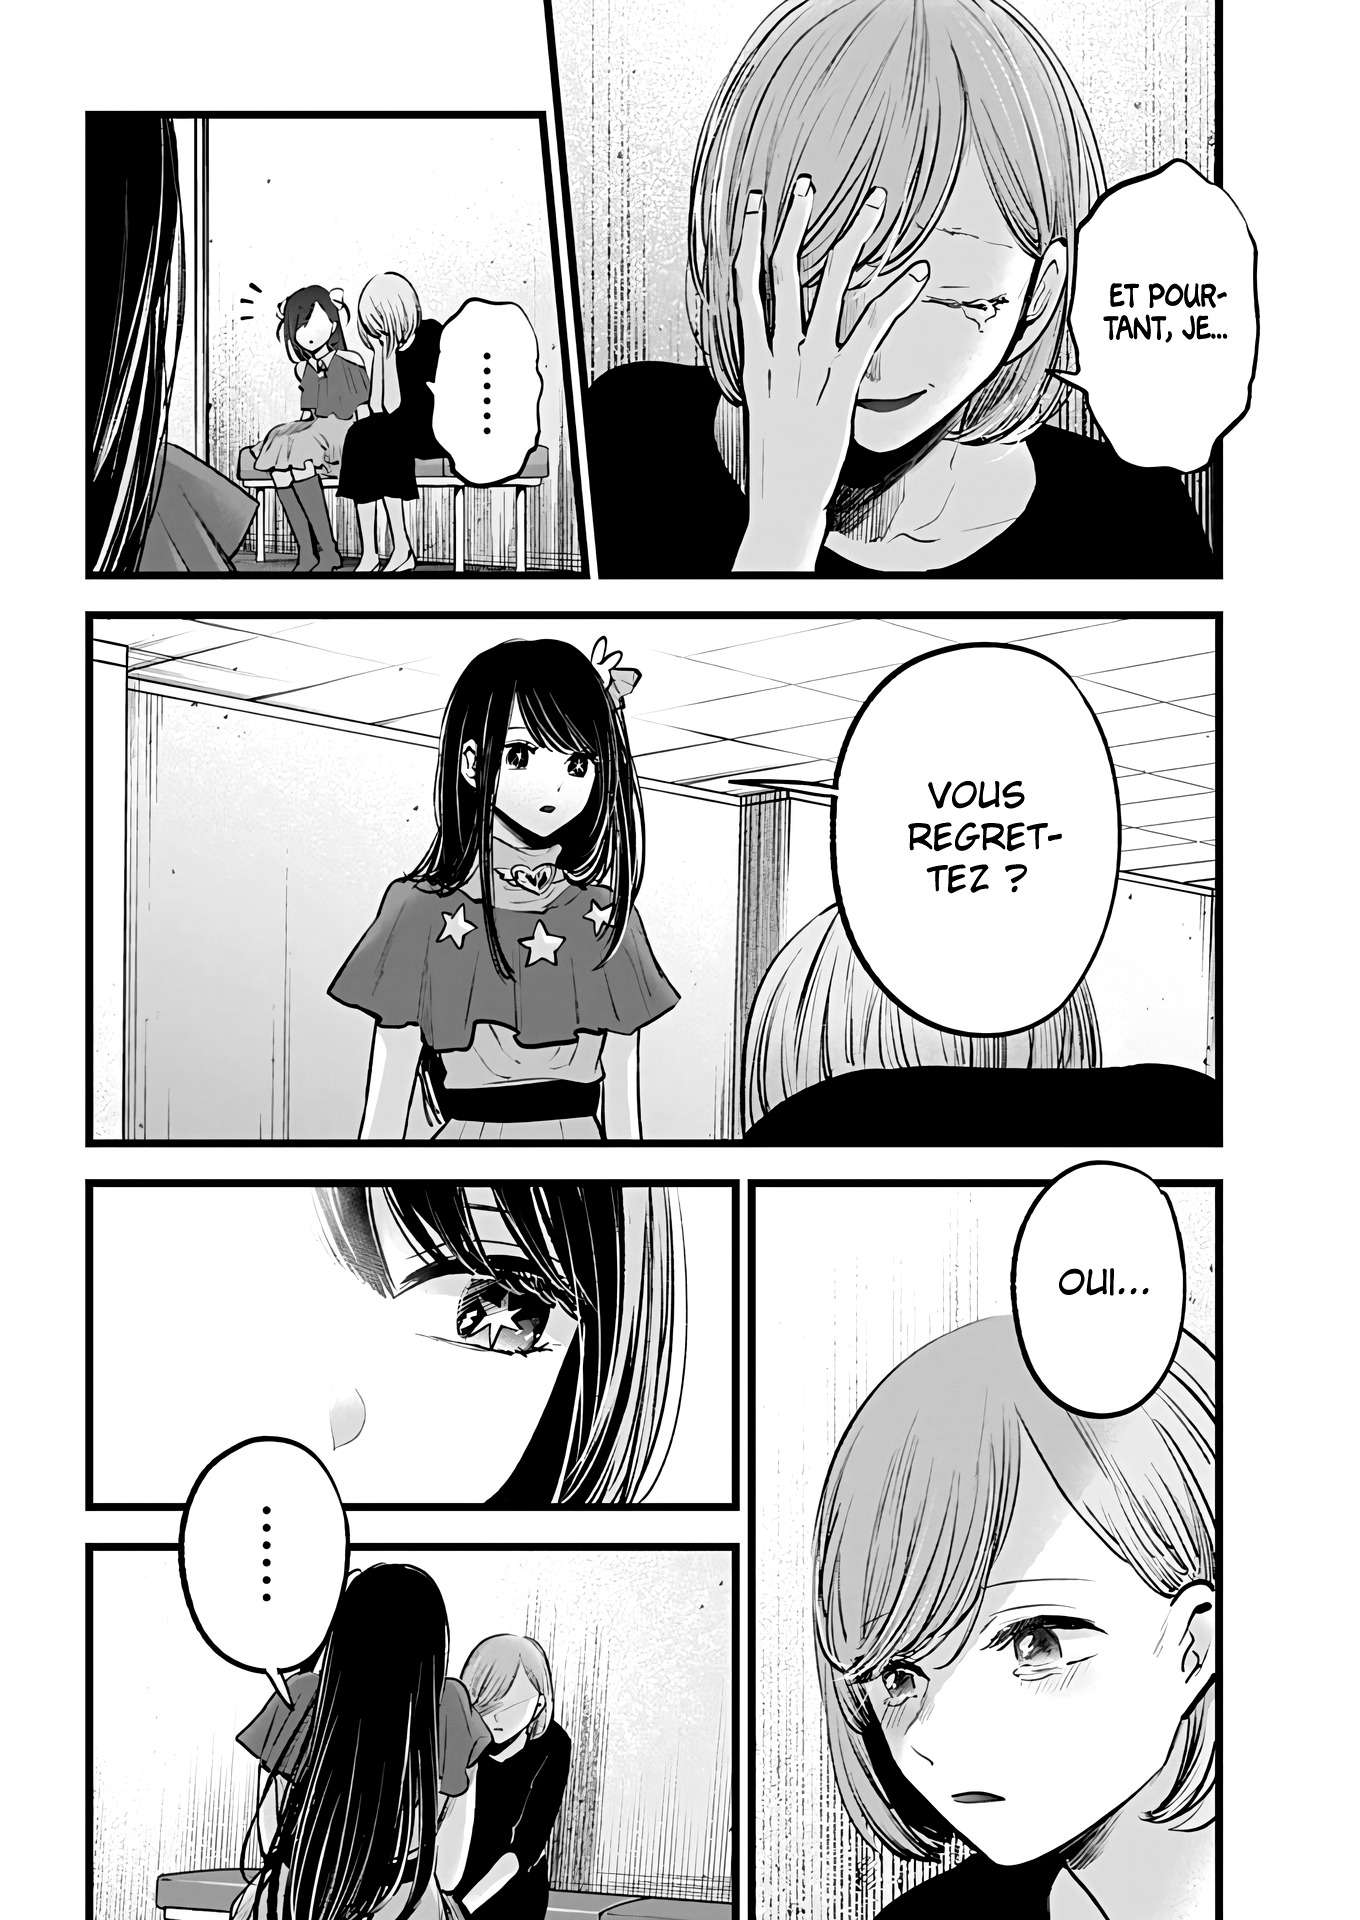 ET POUR-
TANT, JE...
......
VOUS
REGRET-
TEZ ?
OUI...
......